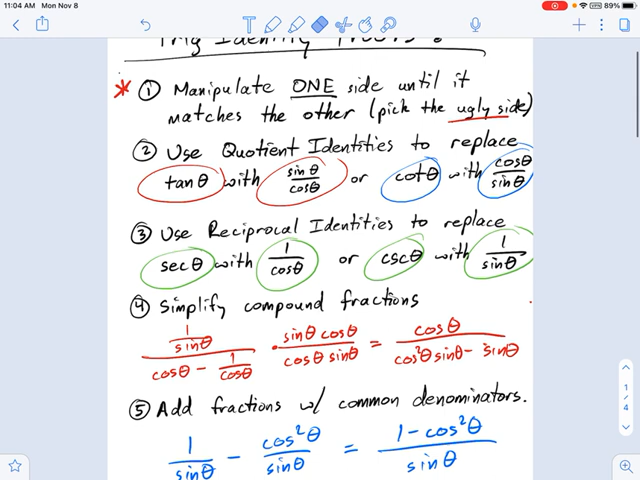 11:04 AM Mon Nov 8
89%
Trig Identity Proofs:
* ① Manipulate ONE side until it
matches the other (pick the ugly side)
② Use Quotient Identities to replace
tanθ with sinθ/cosθ or cotθ with cosθ/sinθ
③ Use Reciprocal Identities to replace
secθ with 1/cosθ or cscθ with 1/sinθ
④ Simplify compound fractions
(1/sinθ)/(cosθ - 1/cosθ) · (sinθ cosθ)/(cosθ sinθ) = cosθ/(cos²θ sinθ - sinθ)
⑤ Add fractions w/ common denominators.
1/sinθ - cos²θ/sinθ = (1 - cos²θ)/sinθ
1
4